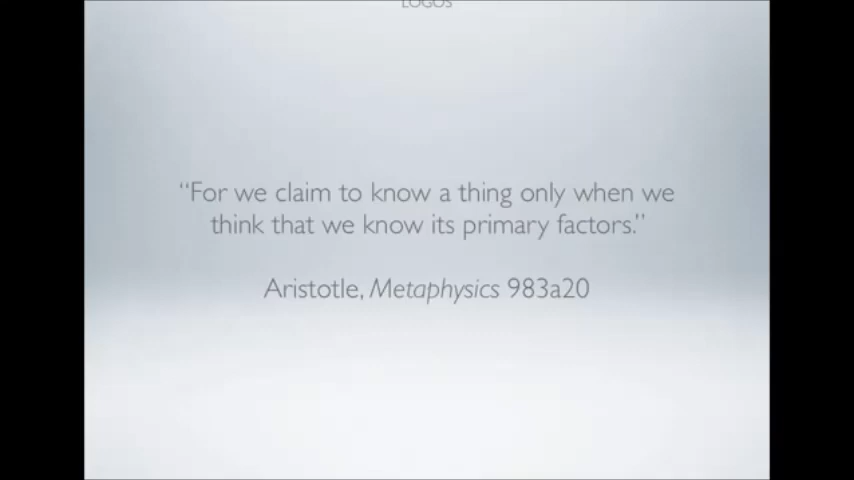 LOGOS
“For we claim to know a thing only when we
think that we know its primary factors.”
Aristotle, Metaphysics 983a20